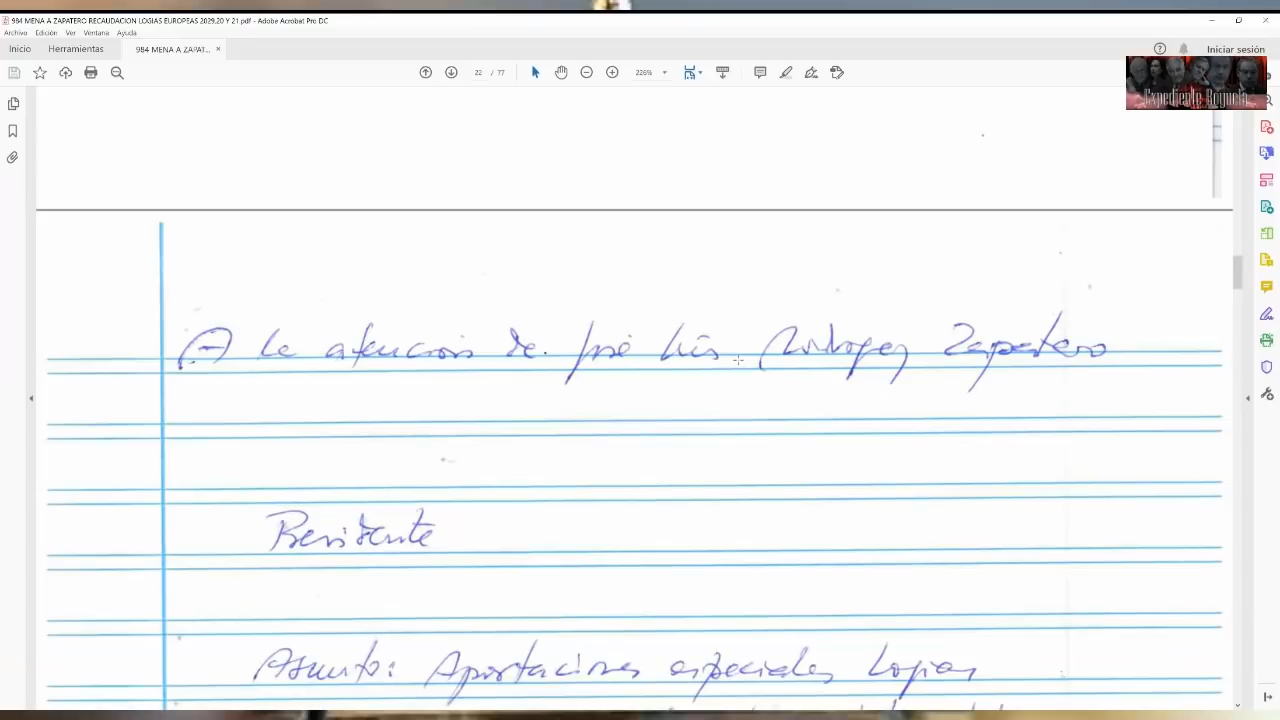 984 MENA A ZAPATERO RECAUDACION LOGIAS EUROPEAS 2029.20 Y 21.pdf - Adobe Acrobat Pro DC
Archivo Edición Ver Ventana Ayuda
Inicio Herramientas 984 MENA A ZAPAT... × Iniciar sesión
22 / 77 226%
Expediente Royuela
A la atención de José Luis Rodríguez Zapatero
Presidente
Asunto: Aportaciones especiales Logias